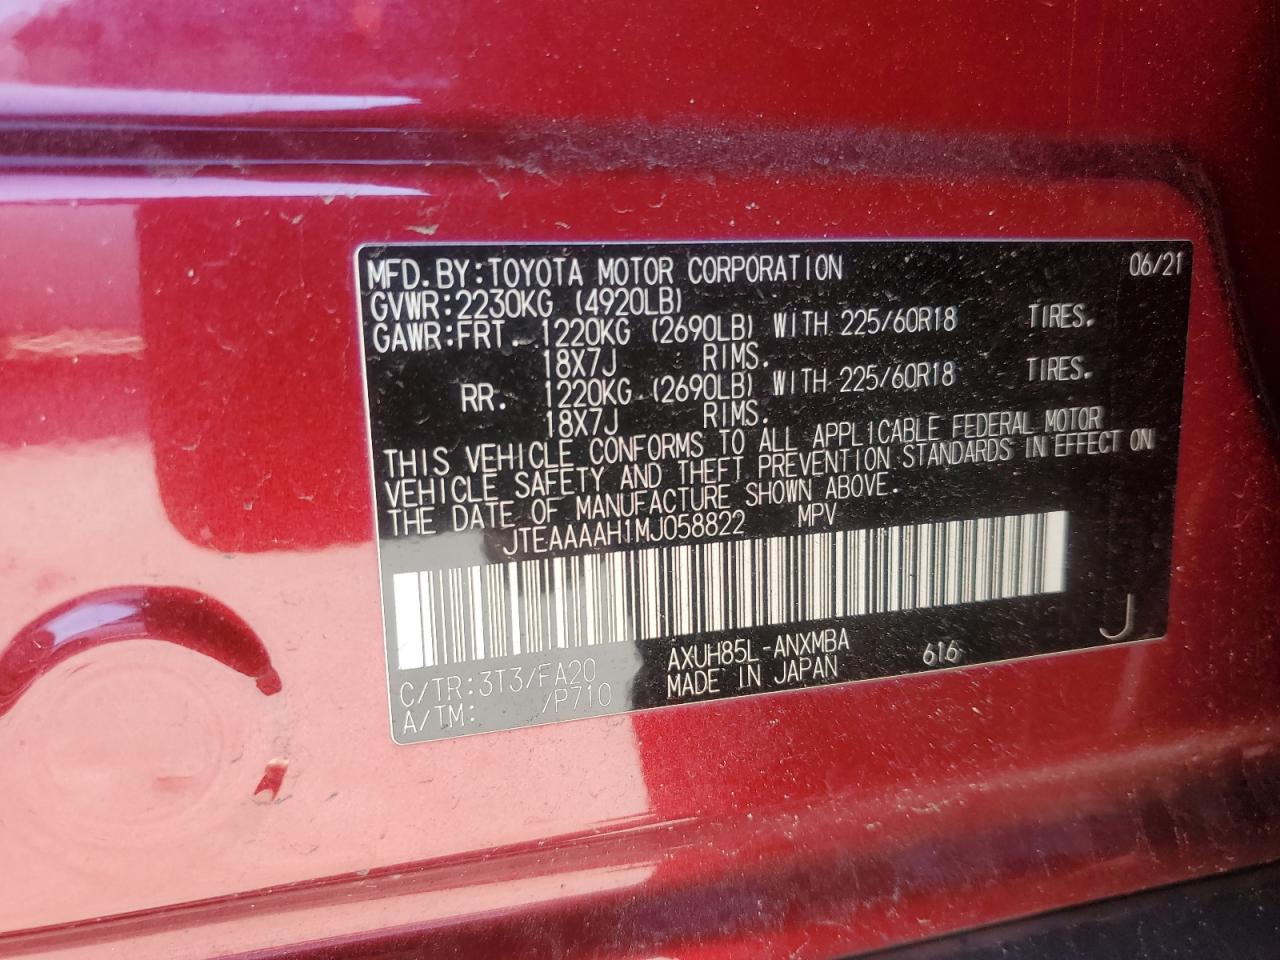 MFD.BY:TOYOTA MOTOR CORPORATION 06/21
GVWR:2230KG (4920LB)
GAWR:FRT. 1220KG (2690LB) WITH 225/60R18 TIRES.
18X7J RIMS.
RR. 1220KG (2690LB) WITH 225/60R18 TIRES.
18X7J RIMS.
THIS VEHICLE CONFORMS TO ALL APPLICABLE FEDERAL MOTOR
VEHICLE SAFETY AND THEFT PREVENTION STANDARDS IN EFFECT ON
THE DATE OF MANUFACTURE SHOWN ABOVE.
JTEAAAAH1MJ058822 MPV
C/TR:3T3/FA20 AXUH85L-ANXMBA 616 J
A/TM: /P710 MADE IN JAPAN